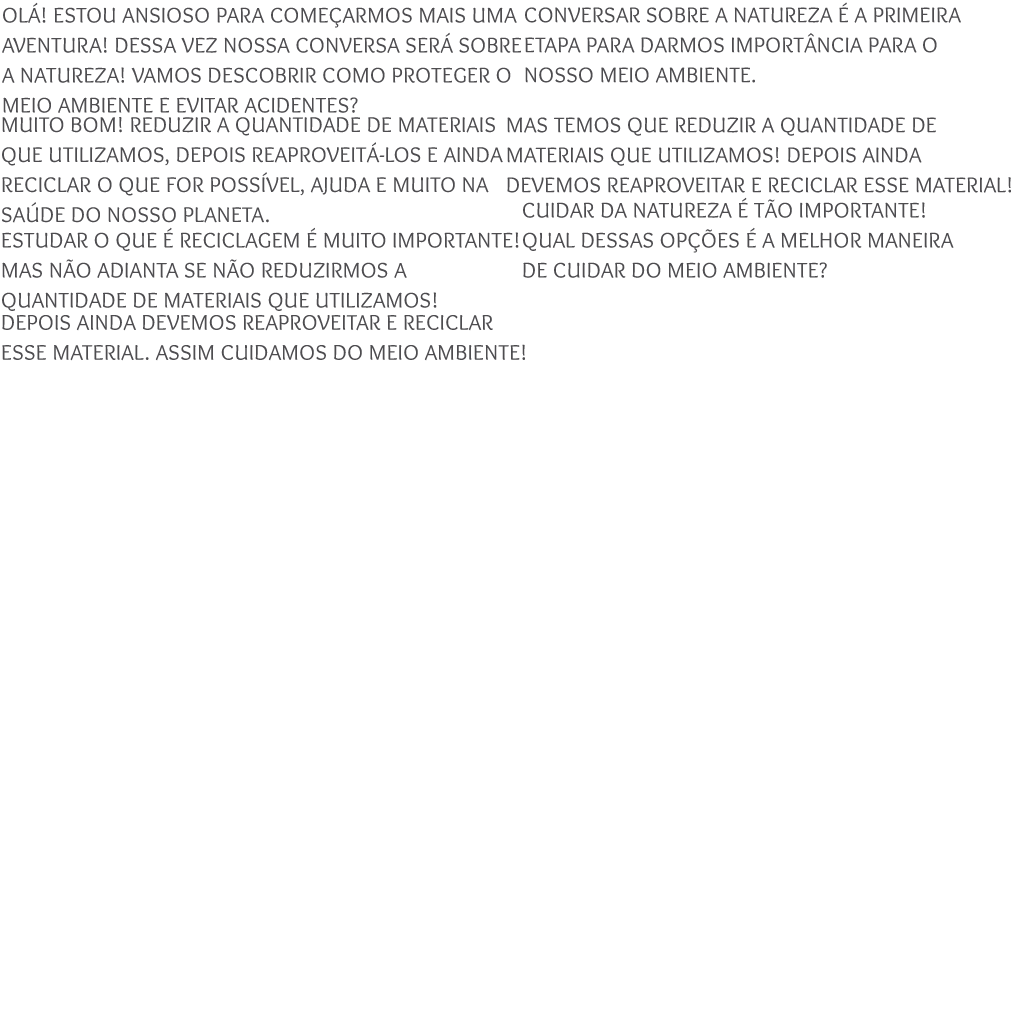 OLÁ! ESTOU ANSIOSO PARA COMEÇARMOS MAIS UMA
AVENTURA! DESSA VEZ NOSSA CONVERSA SERÁ SOBRE
A NATUREZA! VAMOS DESCOBRIR COMO PROTEGER O
MEIO AMBIENTE E EVITAR ACIDENTES?
CONVERSAR SOBRE A NATUREZA É A PRIMEIRA
ETAPA PARA DARMOS IMPORTÂNCIA PARA O
NOSSO MEIO AMBIENTE.
MUITO BOM! REDUZIR A QUANTIDADE DE MATERIAIS
QUE UTILIZAMOS, DEPOIS REAPROVEITÁ-LOS E AINDA
RECICLAR O QUE FOR POSSÍVEL, AJUDA E MUITO NA
SAÚDE DO NOSSO PLANETA.
MAS TEMOS QUE REDUZIR A QUANTIDADE DE
MATERIAIS QUE UTILIZAMOS! DEPOIS AINDA
DEVEMOS REAPROVEITAR E RECICLAR ESSE MATERIAL!
ESTUDAR O QUE É RECICLAGEM É MUITO IMPORTANTE!
MAS NÃO ADIANTA SE NÃO REDUZIRMOS A
QUANTIDADE DE MATERIAIS QUE UTILIZAMOS!
CUIDAR DA NATUREZA É TÃO IMPORTANTE!
QUAL DESSAS OPÇÕES É A MELHOR MANEIRA
DE CUIDAR DO MEIO AMBIENTE?
DEPOIS AINDA DEVEMOS REAPROVEITAR E RECICLAR
ESSE MATERIAL. ASSIM CUIDAMOS DO MEIO AMBIENTE!